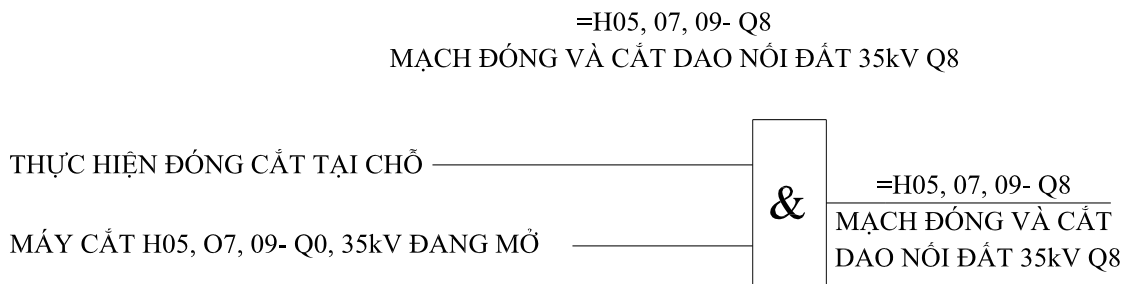 =H05, 07, 09- Q8
MẠCH ĐÓNG VÀ CẮT DAO NỐI ĐẤT 35kV Q8
THỰC HIỆN ĐÓNG CẮT TẠI CHỖ
MÁY CẮT H05, O7, 09- Q0, 35kV ĐANG MỞ
&
=H05, 07, 09- Q8
MẠCH ĐÓNG VÀ CẮT
DAO NỐI ĐẤT 35kV Q8